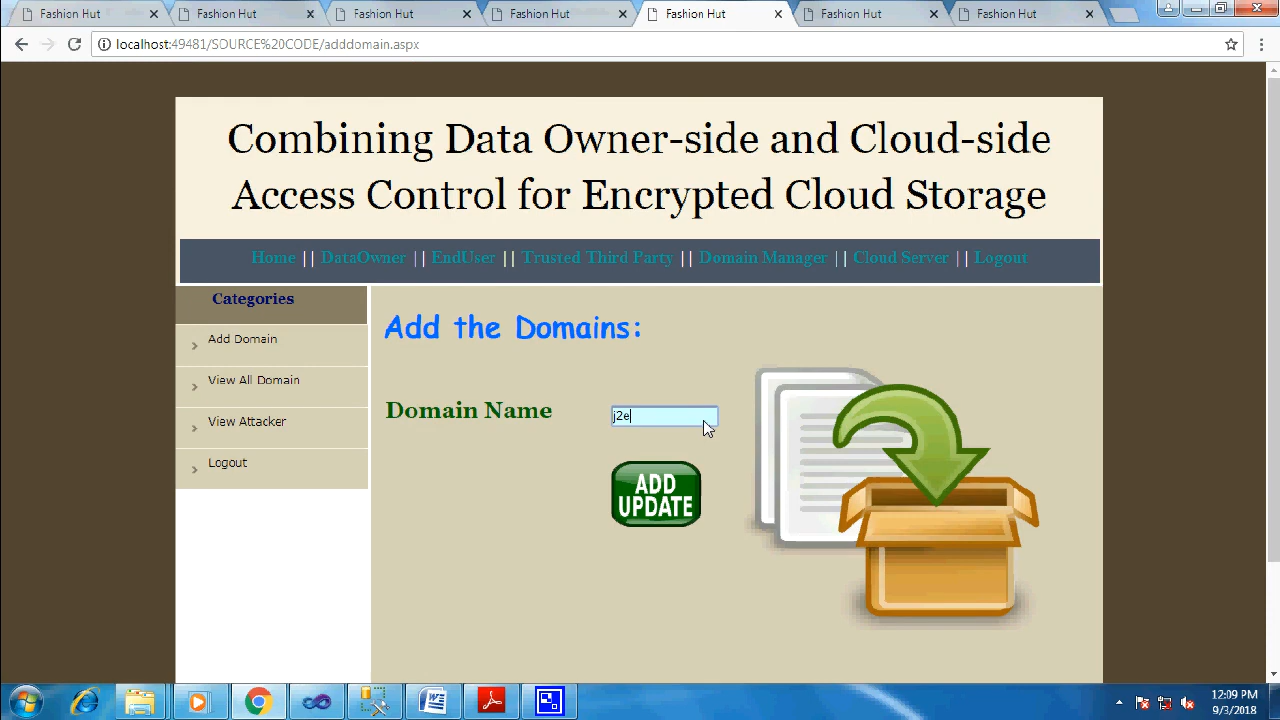 Fashion Hut Fashion Hut Fashion Hut Fashion Hut Fashion Hut Fashion Hut Fashion Hut
localhost:49481/SOURCE%20CODE/adddomain.aspx
Combining Data Owner-side and Cloud-side
Access Control for Encrypted Cloud Storage
Home || DataOwner || EndUser || Trusted Third Party || Domain Manager || Cloud Server || Logout
Categories
Add Domain
View All Domain
View Attacker
Logout
Add the Domains:
Domain Name j2e
ADD
UPDATE
12:09 PM
9/3/2018